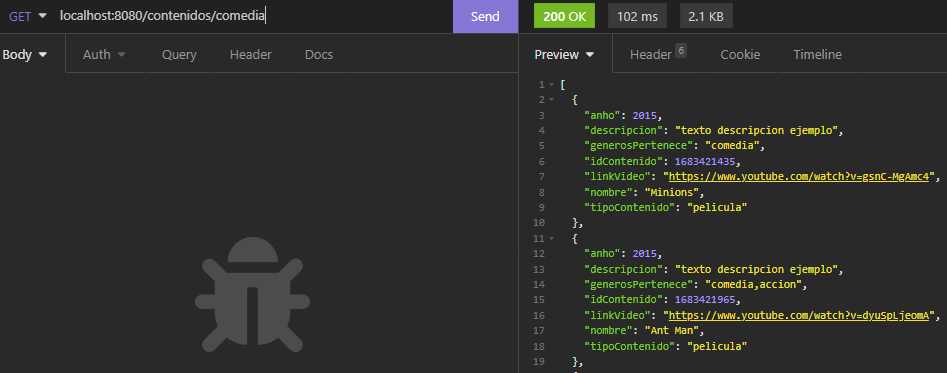 GET localhost:8080/contenidos/comedia Send 200 OK 102 ms 2.1 KB
Body Auth Query Header Docs
Preview Header 6 Cookie Timeline
1 [
2 {
3 "anho": 2015,
4 "descripcion": "texto descripcion ejemplo",
5 "generosPertenece": "comedia",
6 "idContenido": 1683421435,
7 "linkVideo": "https://www.youtube.com/watch?v=gsnC-MgAmc4",
8 "nombre": "Minions",
9 "tipoContenido": "pelicula"
10 },
11 {
12 "anho": 2015,
13 "descripcion": "texto descripcion ejemplo",
14 "generosPertenece": "comedia,accion",
15 "idContenido": 1683421965,
16 "linkVideo": "https://www.youtube.com/watch?v=dyuSpLjeomA",
17 "nombre": "Ant Man",
18 "tipoContenido": "pelicula"
19 },